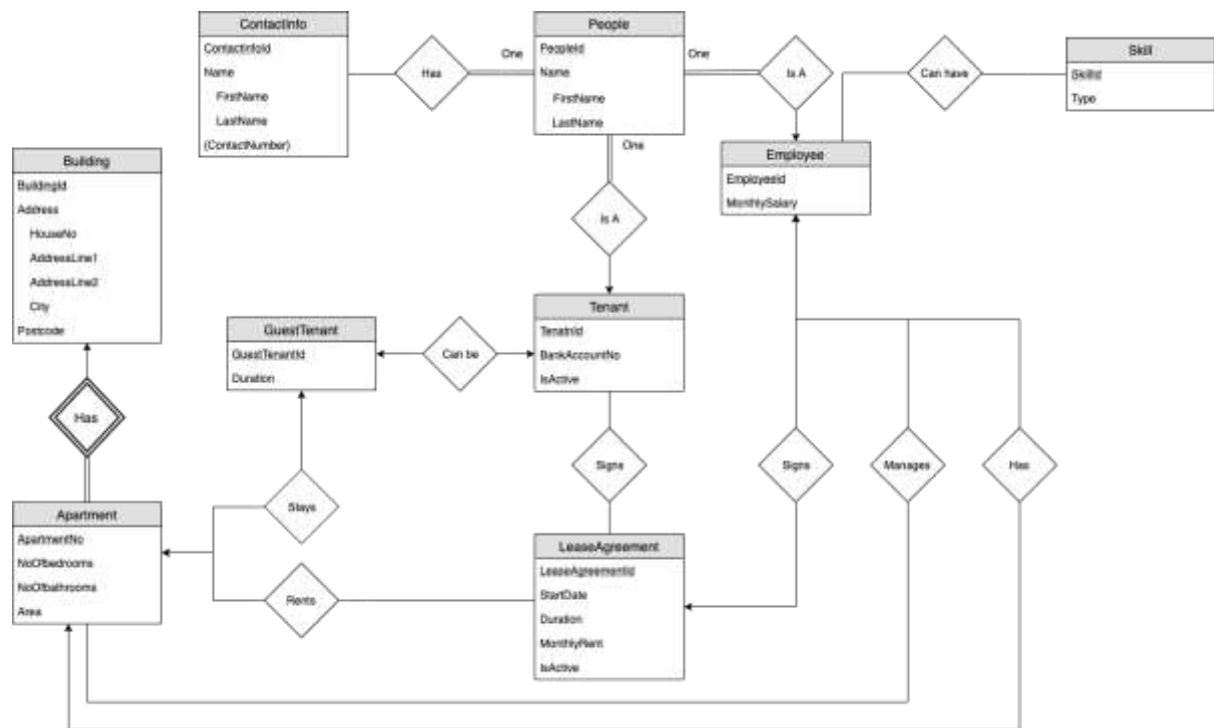 ContactInfo
ContactInfoId
Name
FirstName
LastName
(ContactNumber)
Has
One
People
PeopleId
Name
FirstName
LastName
One
Is A
Can have
Skill
SkillId
Type
One
Is A
Employee
EmployeeId
MonthlySalary
Building
BuildingId
Address
HouseNo
AddressLine1
AddressLine2
City
Postcode
Has
GuestTenant
GuestTenantId
Duration
Can be
Tenant
TenatnId
BankAccountNo
IsActive
Signs
Signs
Manages
Has
Stays
Rents
Apartment
ApartmentNo
NoOfbedrooms
NoOfbathrooms
Area
LeaseAgreement
LeaseAgreementId
StartDate
Duration
MonthlyRent
IsActive